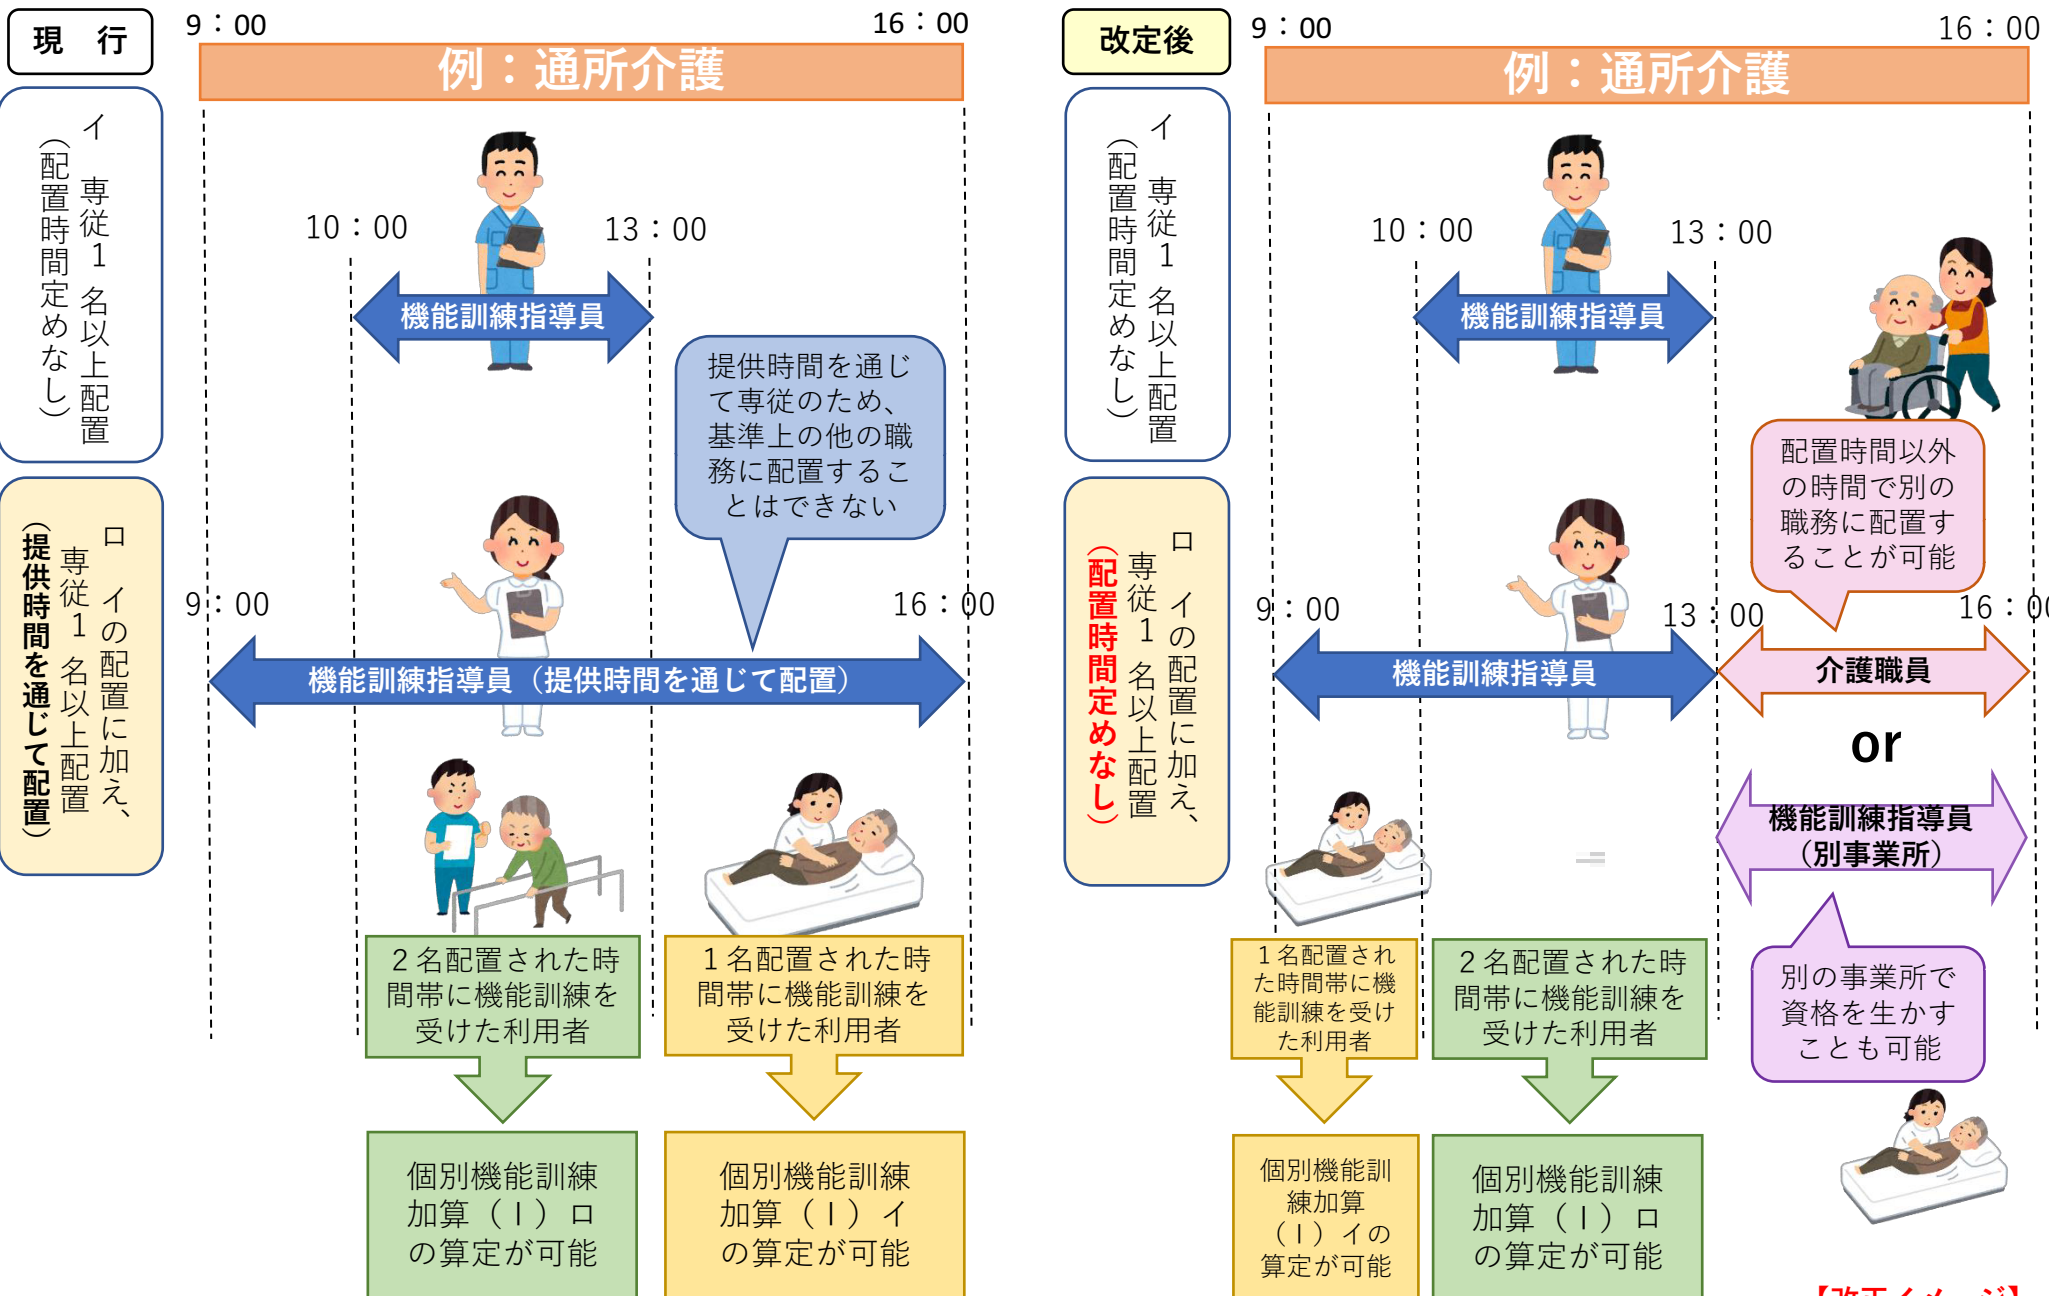 現　行
9：00
16：00
例：通所介護
イ　専従1名以上配置
（配置時間定めなし）
10：00
13：00
機能訓練指導員
提供時間を通じ
て専従のため、
基準上の他の職
務に配置するこ
とはできない
ロ　イの配置に加え、
専従1名以上配置
（提供時間を通じて配置）
9：00
16：00
機能訓練指導員（提供時間を通じて配置）
２名配置された時
間帯に機能訓練を
受けた利用者
１名配置された時
間帯に機能訓練を
受けた利用者
個別機能訓練
加算（Ⅰ）ロ
の算定が可能
個別機能訓練
加算（Ⅰ）イ
の算定が可能
改定後
9：00
16：00
例：通所介護
イ　専従1名以上配置
（配置時間定めなし）
10：00
13：00
機能訓練指導員
配置時間以外
の時間で別の
職務に配置す
ることが可能
ロ　イの配置に加え、
専従1名以上配置
（配置時間定めなし）
9：00
13：00
16：00
機能訓練指導員
介護職員
or
機能訓練指導員
（別事業所）
１名配置され
た時間帯に機
能訓練を受け
た利用者
２名配置された時
間帯に機能訓練を
受けた利用者
別の事業所で
資格を生かす
ことも可能
個別機能訓
練加算
（Ⅰ）イの
算定が可能
個別機能訓練
加算（Ⅰ）ロ
の算定が可能
【改正イメージ】